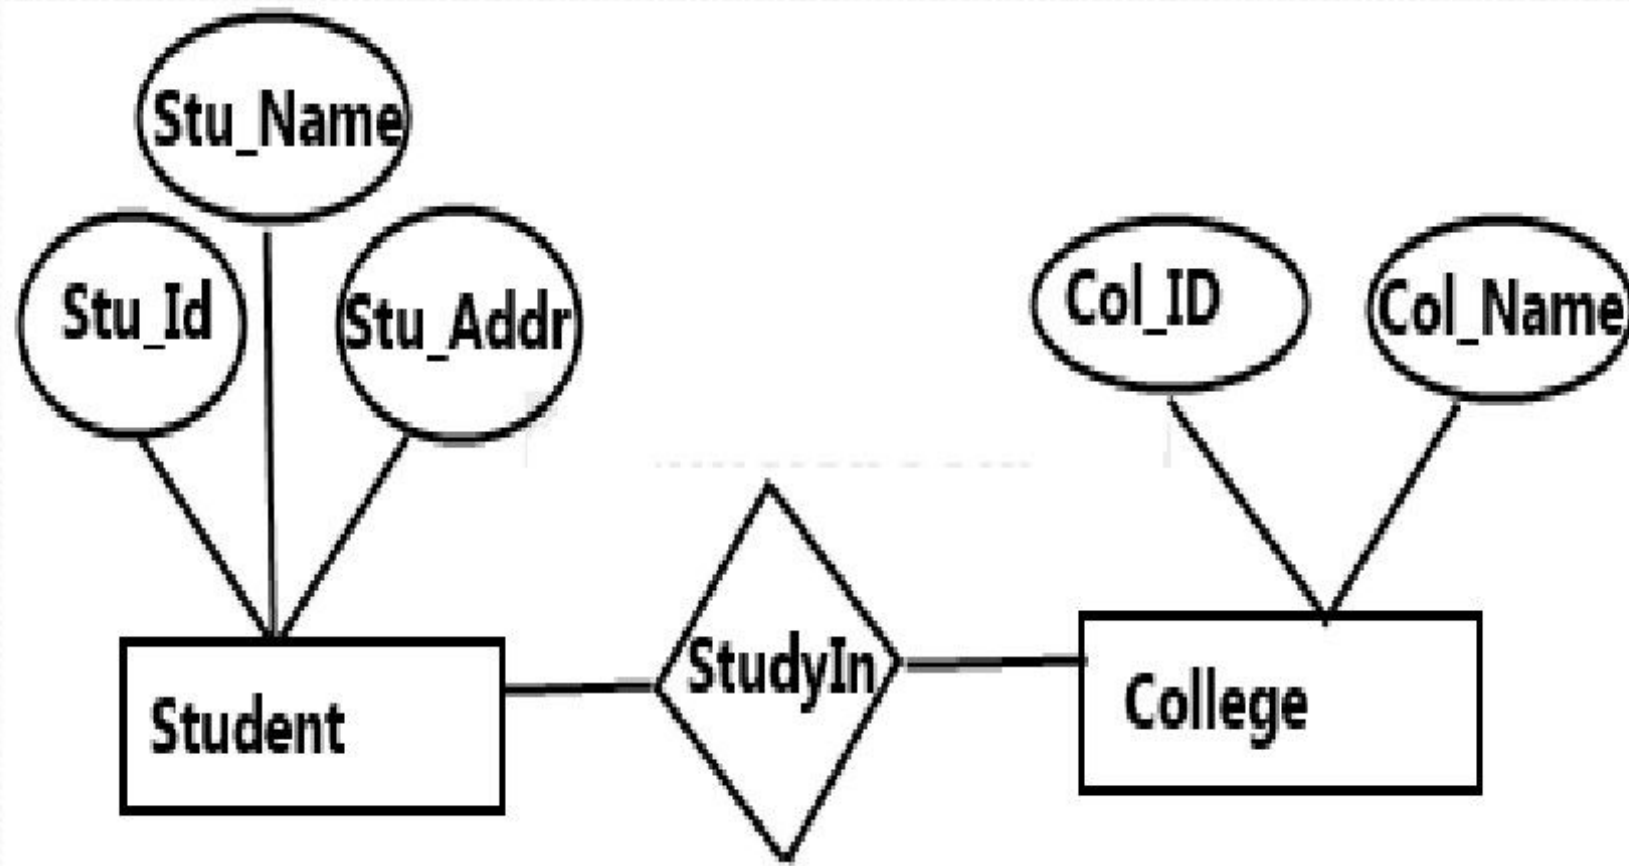 Stu_Name
Stu_Id
Stu_Addr
Col_ID
Col_Name
StudyIn
Student
College